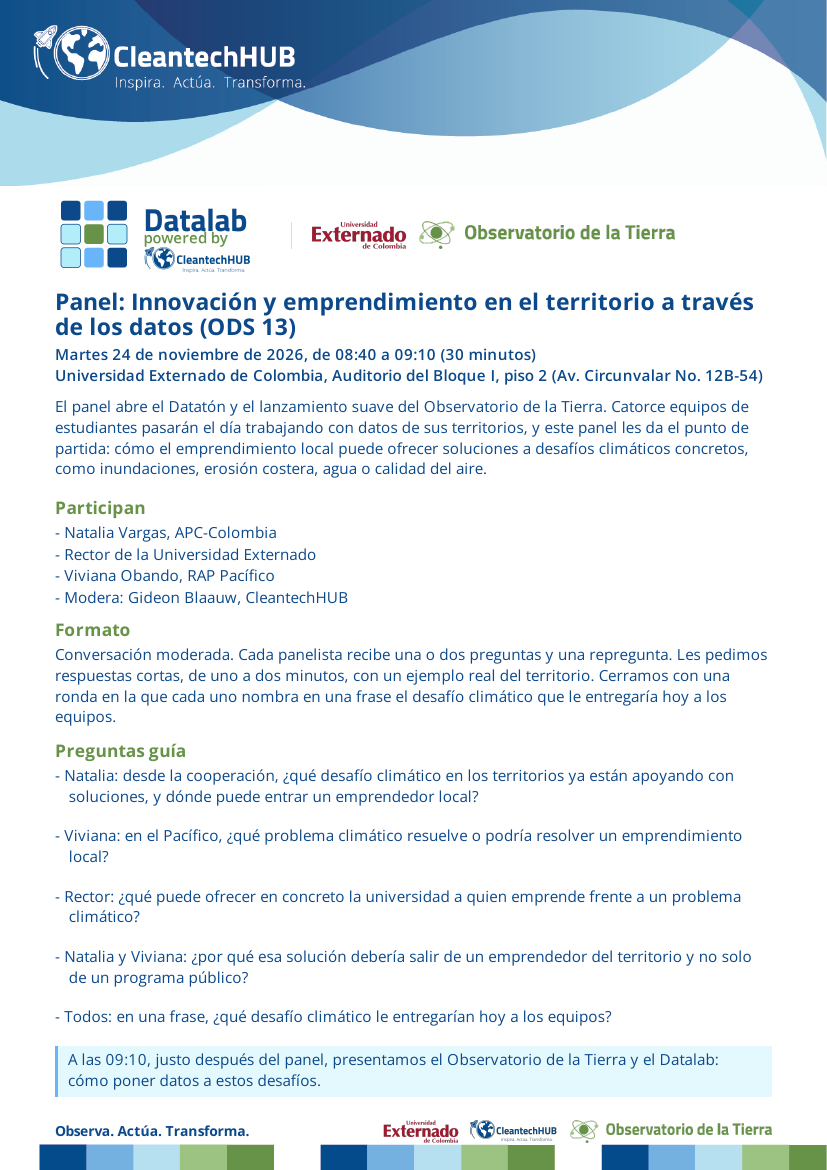 CleantechHUB
Inspira. Actúa. Transforma.
Datalab
powered by
CleantechHUB
Inspira. Actúa. Transforma.
Universidad
Externado
de Colombia
Observatorio de la Tierra
Panel: Innovación y emprendimiento en el territorio a través
de los datos (ODS 13)
Martes 24 de noviembre de 2026, de 08:40 a 09:10 (30 minutos)
Universidad Externado de Colombia, Auditorio del Bloque I, piso 2 (Av. Circunvalar No. 12B-54)
El panel abre el Datatón y el lanzamiento suave del Observatorio de la Tierra. Catorce equipos de
estudiantes pasarán el día trabajando con datos de sus territorios, y este panel les da el punto de
partida: cómo el emprendimiento local puede ofrecer soluciones a desafíos climáticos concretos,
como inundaciones, erosión costera, agua o calidad del aire.
Participan
- Natalia Vargas, APC-Colombia
- Rector de la Universidad Externado
- Viviana Obando, RAP Pacífico
- Modera: Gideon Blaauw, CleantechHUB
Formato
Conversación moderada. Cada panelista recibe una o dos preguntas y una repregunta. Les pedimos
respuestas cortas, de uno a dos minutos, con un ejemplo real del territorio. Cerramos con una
ronda en la que cada uno nombra en una frase el desafío climático que le entregaría hoy a los
equipos.
Preguntas guía
- Natalia: desde la cooperación, ¿qué desafío climático en los territorios ya están apoyando con
soluciones, y dónde puede entrar un emprendedor local?
- Viviana: en el Pacífico, ¿qué problema climático resuelve o podría resolver un emprendimiento
local?
- Rector: ¿qué puede ofrecer en concreto la universidad a quien emprende frente a un problema
climático?
- Natalia y Viviana: ¿por qué esa solución debería salir de un emprendedor del territorio y no solo
de un programa público?
- Todos: en una frase, ¿qué desafío climático le entregarían hoy a los equipos?
A las 09:10, justo después del panel, presentamos el Observatorio de la Tierra y el Datalab:
cómo poner datos a estos desafíos.
Observa. Actúa. Transforma.
Universidad
Externado
de Colombia
CleantechHUB
Inspira. Actúa. Transforma.
Observatorio de la Tierra